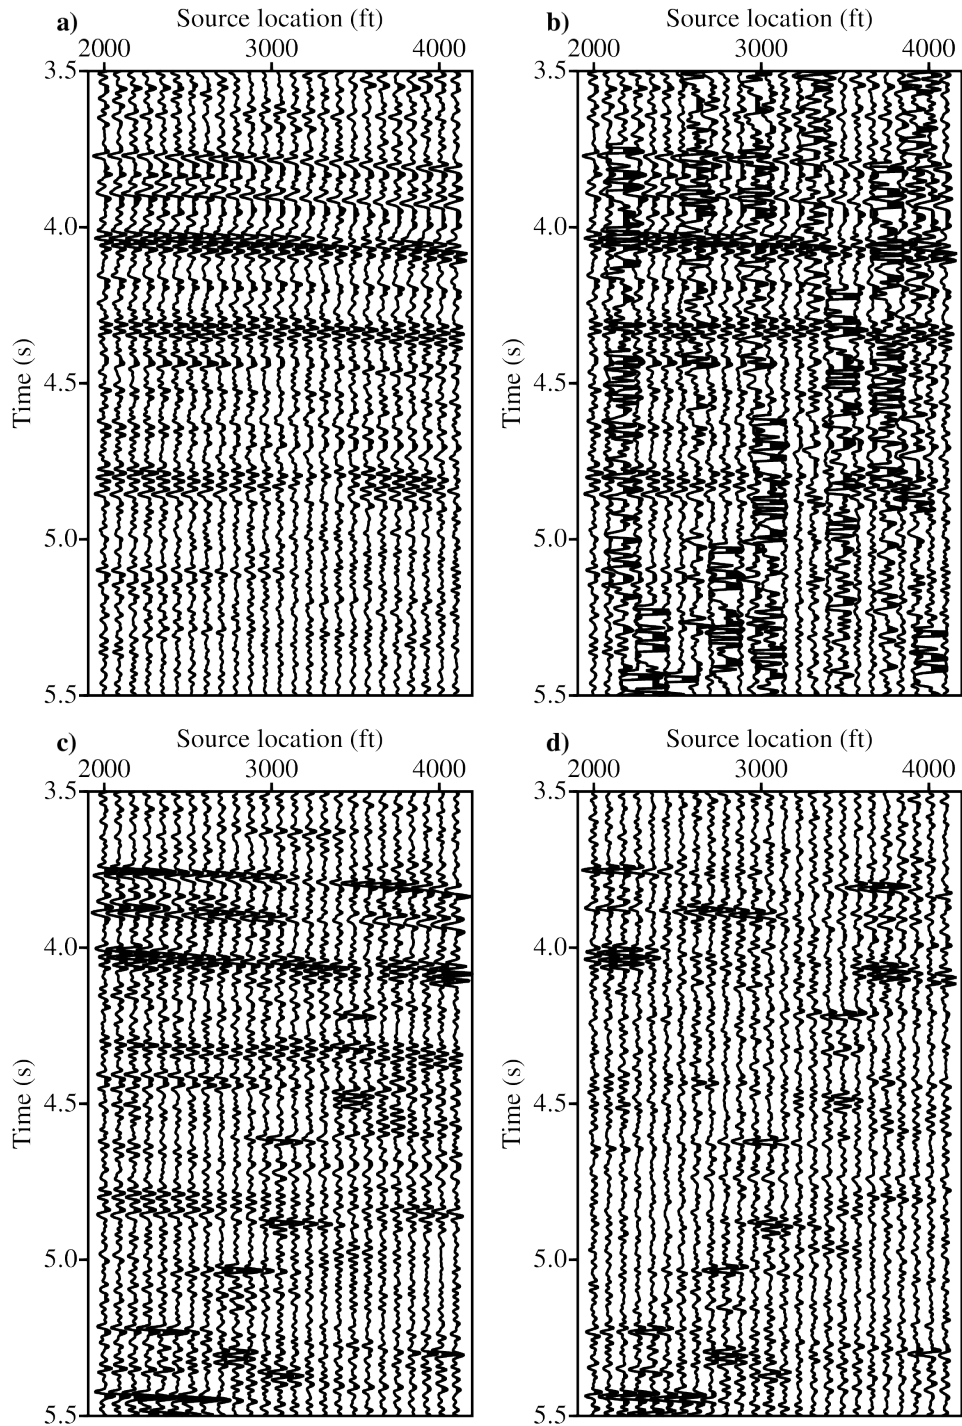 a) Source location (ft)
2000 3000 4000
3.5
4.0
4.5
5.0
5.5
Time (s)
b) Source location (ft)
2000 3000 4000
3.5
4.0
4.5
5.0
5.5
Time (s)
c) Source location (ft)
2000 3000 4000
3.5
4.0
4.5
5.0
5.5
Time (s)
d) Source location (ft)
2000 3000 4000
3.5
4.0
4.5
5.0
5.5
Time (s)